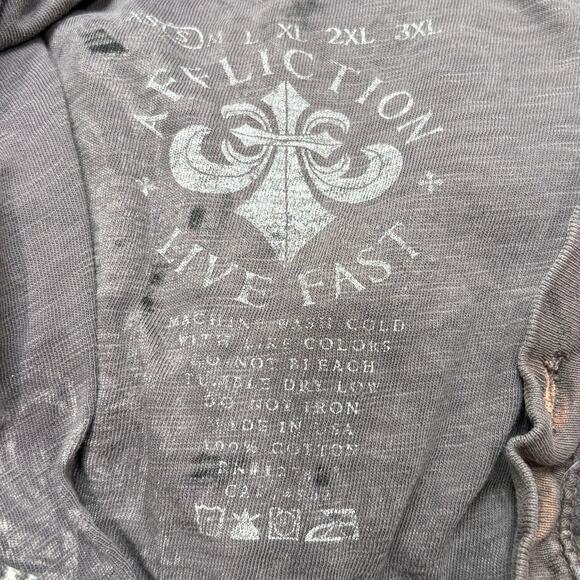 M L XL 2XL 3XL
AFFLICTION
LIVE FAST
MACHINE WASH COLD
WITH LIKE COLORS
DO NOT BLEACH
TUMBLE DRY LOW
DO NOT IRON
MADE IN USA
100% COTTON